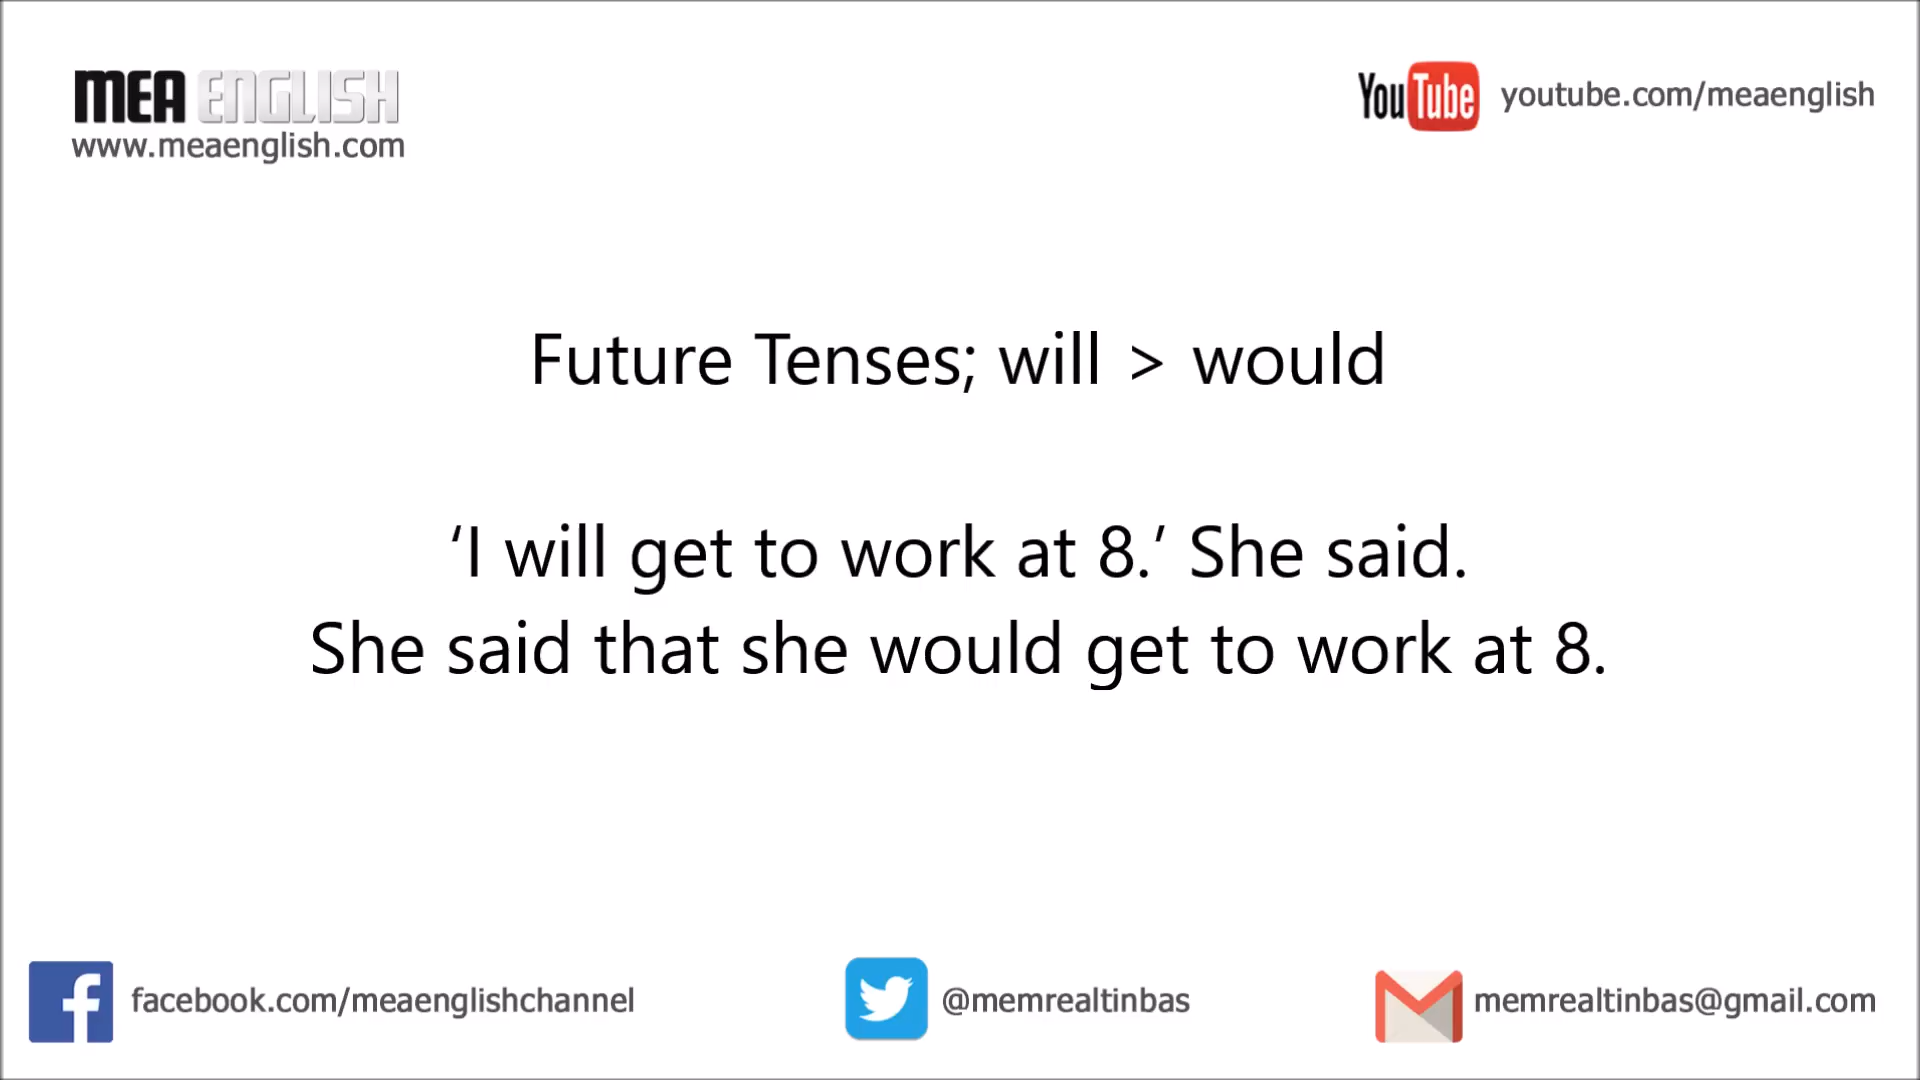 MEA ENGLISH
www.meaenglish.com
YouTube youtube.com/meaenglish
Future Tenses; will > would
‘I will get to work at 8.’ She said.
She said that she would get to work at 8.
facebook.com/meaenglishchannel
@memrealtinbas
memrealtinbas@gmail.com